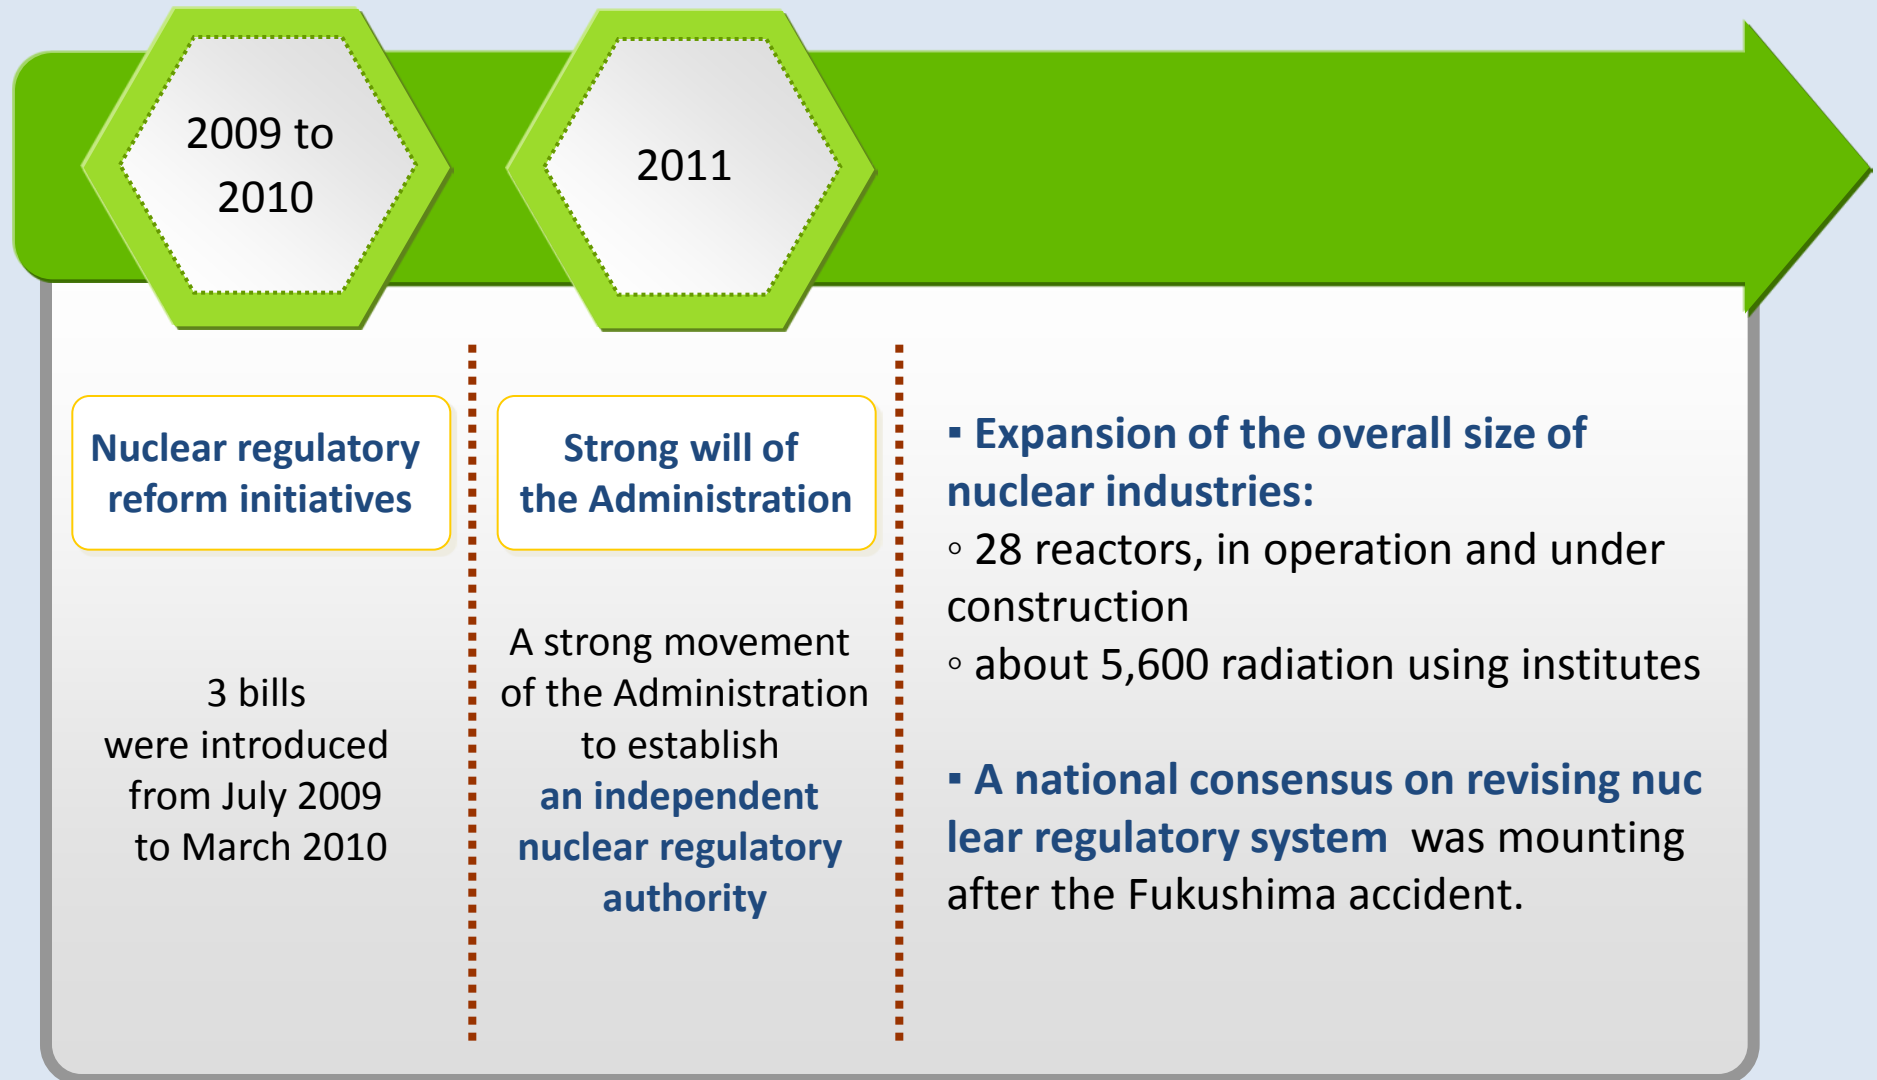 2009 to
2010
2011
Nuclear regulatory
reform initiatives
3 bills
were introduced
from July 2009
to March 2010
Strong will of
the Administration
A strong movement
of the Administration
to establish
an independent
nuclear regulatory
authority
▪ Expansion of the overall size of
nuclear industries:
◦ 28 reactors, in operation and under
construction
◦ about 5,600 radiation using institutes
▪ A national consensus on revising nuc
lear regulatory system was mounting
after the Fukushima accident.